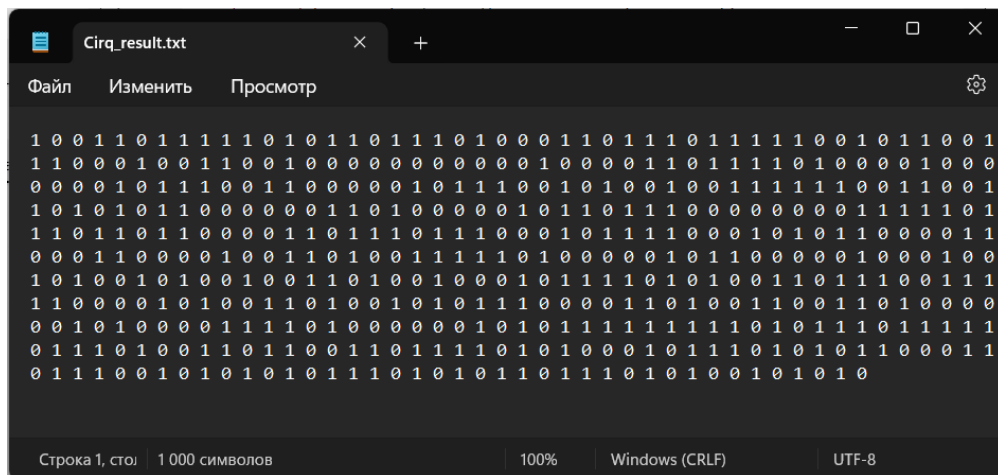 Cirq_result.txt
Файл Изменить Просмотр
1 0 0 1 1 0 1 1 1 1 1 0 1 0 1 1 0 1 1 1 0 1 0 0 0 1 1 0 1 1 1 0 1 1 1 1 1 0 0 1 0 1 1 0 0 1
1 1 0 0 0 1 0 0 1 1 0 0 1 0 0 0 0 0 0 0 0 0 0 0 1 0 0 0 0 1 1 0 1 1 1 1 0 1 0 0 0 0 1 0 0 0
0 0 0 0 1 0 1 1 1 0 0 1 1 0 0 0 0 0 1 0 1 1 1 0 0 1 0 1 0 0 1 0 0 1 1 1 1 1 1 0 0 1 1 0 0 1
1 0 1 0 1 0 1 1 0 0 0 0 0 0 1 1 0 1 0 0 0 0 0 1 0 1 1 0 1 1 1 0 0 0 0 0 0 0 0 1 1 1 1 1 0 1
1 1 0 1 1 0 1 1 0 0 0 0 1 1 0 1 1 1 0 1 1 1 0 0 0 1 0 1 1 1 1 0 0 0 1 0 1 0 1 1 0 0 0 0 1 1
0 0 0 1 1 0 0 0 0 1 0 0 1 1 0 1 0 0 1 1 1 1 1 0 1 0 0 0 0 0 1 0 1 1 0 0 0 0 0 1 0 0 0 1 0 0
1 0 1 0 0 1 0 1 0 0 1 0 0 1 1 0 1 0 0 1 0 0 0 1 1 1 1 1 0 1 0 1 0 0 1 1 0 1 1 1 1 0 0 1 1 1
1 1 0 0 0 0 1 0 1 0 0 1 1 0 1 0 0 1 0 1 0 1 1 1 0 0 0 0 1 1 0 1 0 0 1 1 0 0 1 1 0 1 0 0 0 0
0 0 1 0 1 0 0 0 0 1 1 1 1 1 0 1 0 0 0 0 0 0 1 0 1 0 1 1 1 1 1 1 1 1 0 1 0 1 1 1 0 1 1 1 1 1
0 1 1 1 0 1 0 0 1 1 0 1 1 0 0 1 1 0 1 1 1 1 0 1 0 1 0 0 0 1 0 1 1 1 0 1 0 1 0 1 1 0 0 0 1 1
0 1 1 1 0 0 1 0 1 0 1 0 1 0 1 1 1 0 1 0 1 0 1 1 0 1 1 1 0 1 0 1 0 0 1 0 1 0 1 0
Строка 1, сто 1 000 символов 100% Windows (CRLF) UTF-8